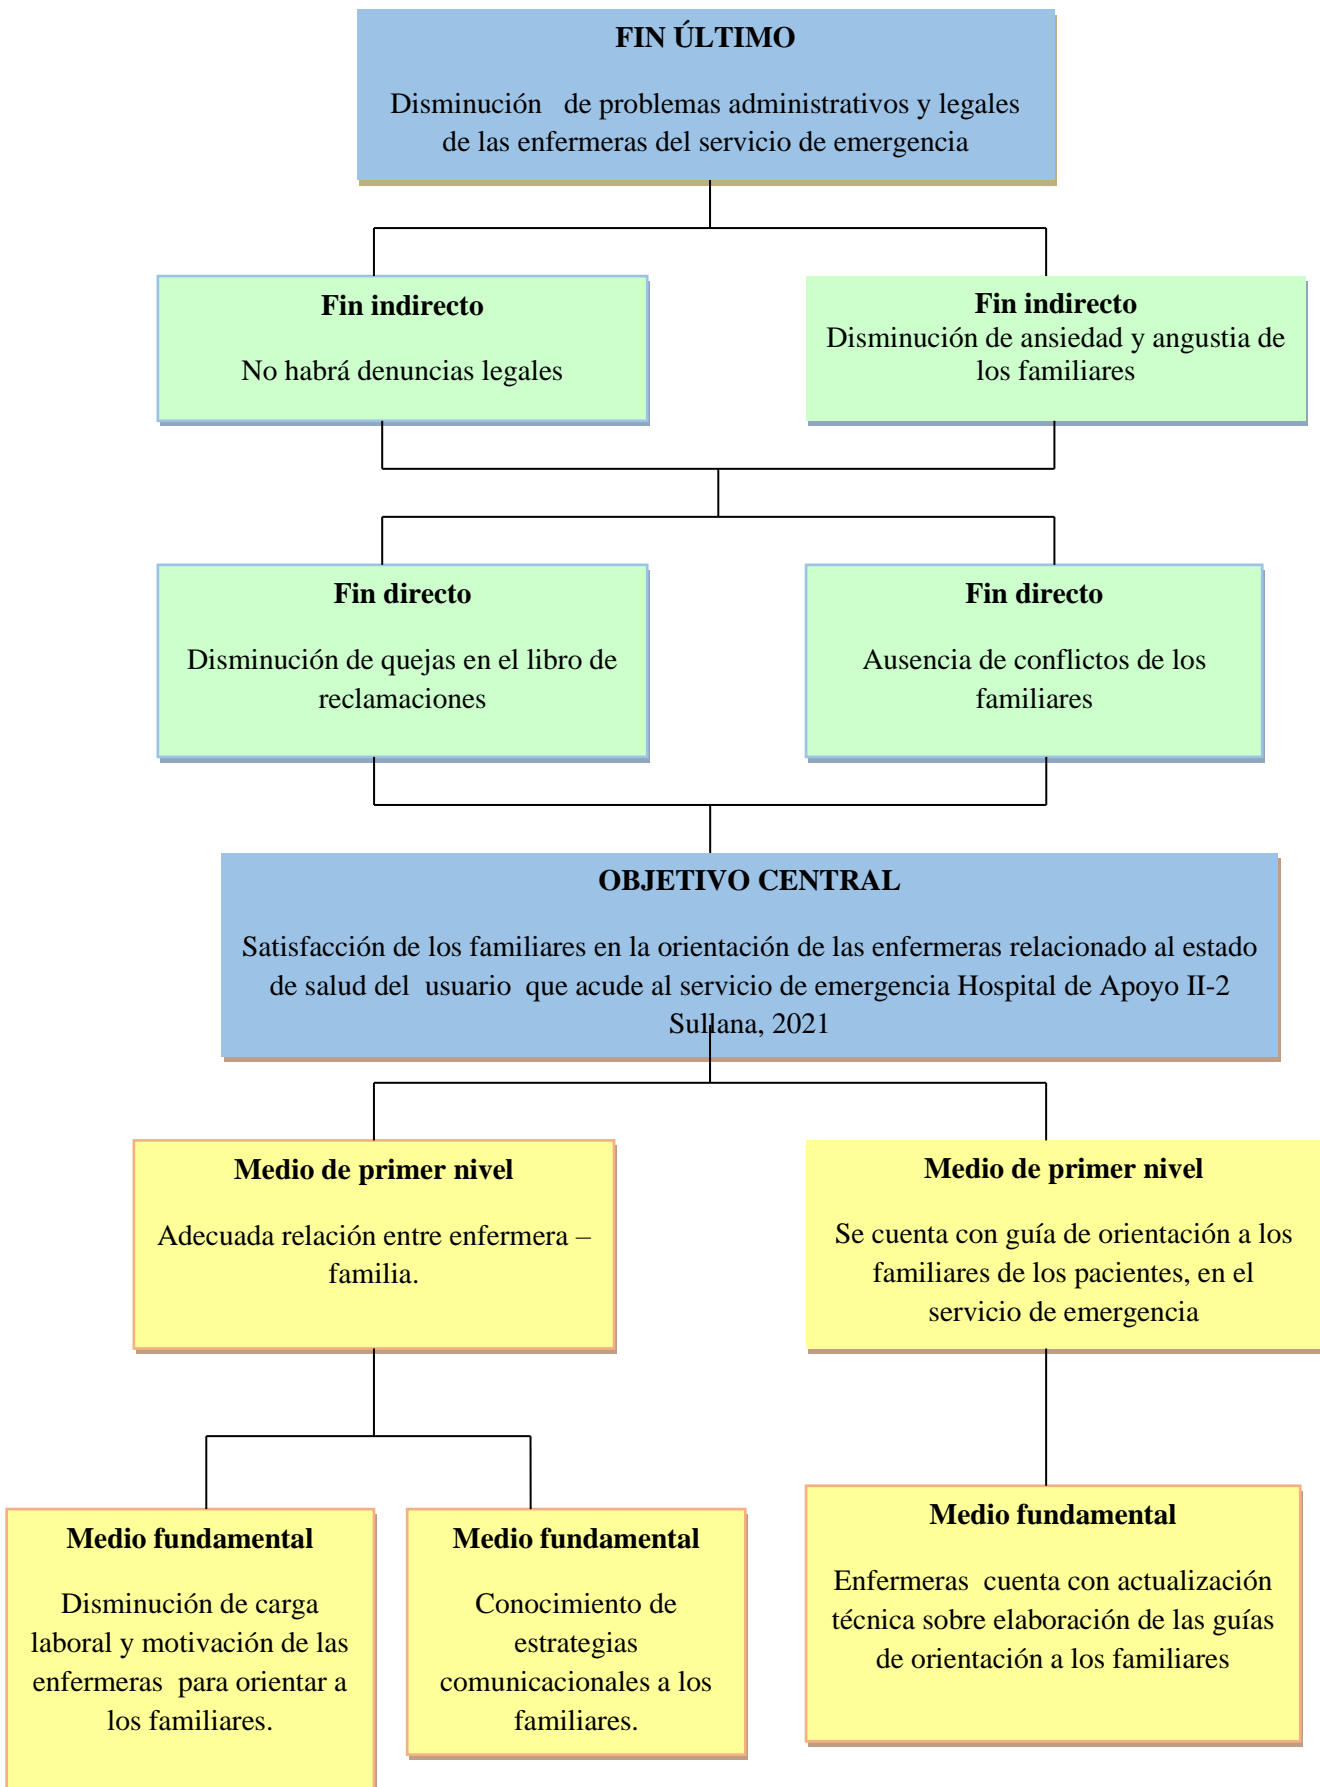 FIN ÚLTIMO
Disminución de problemas administrativos y legales
de las enfermeras del servicio de emergencia
Fin indirecto
No habrá denuncias legales
Fin indirecto
Disminución de ansiedad y angustia de
los familiares
Fin directo
Disminución de quejas en el libro de
reclamaciones
Fin directo
Ausencia de conflictos de los
familiares
OBJETIVO CENTRAL
Satisfacción de los familiares en la orientación de las enfermeras relacionado al estado
de salud del usuario que acude al servicio de emergencia Hospital de Apoyo II-2
Sullana, 2021
Medio de primer nivel
Adecuada relación entre enfermera –
familia.
Medio de primer nivel
Se cuenta con guía de orientación a los
familiares de los pacientes, en el
servicio de emergencia
Medio fundamental
Disminución de carga
laboral y motivación de las
enfermeras para orientar a
los familiares.
Medio fundamental
Conocimiento de
estrategias
comunicacionales a los
familiares.
Medio fundamental
Enfermeras cuenta con actualización
técnica sobre elaboración de las guías
de orientación a los familiares